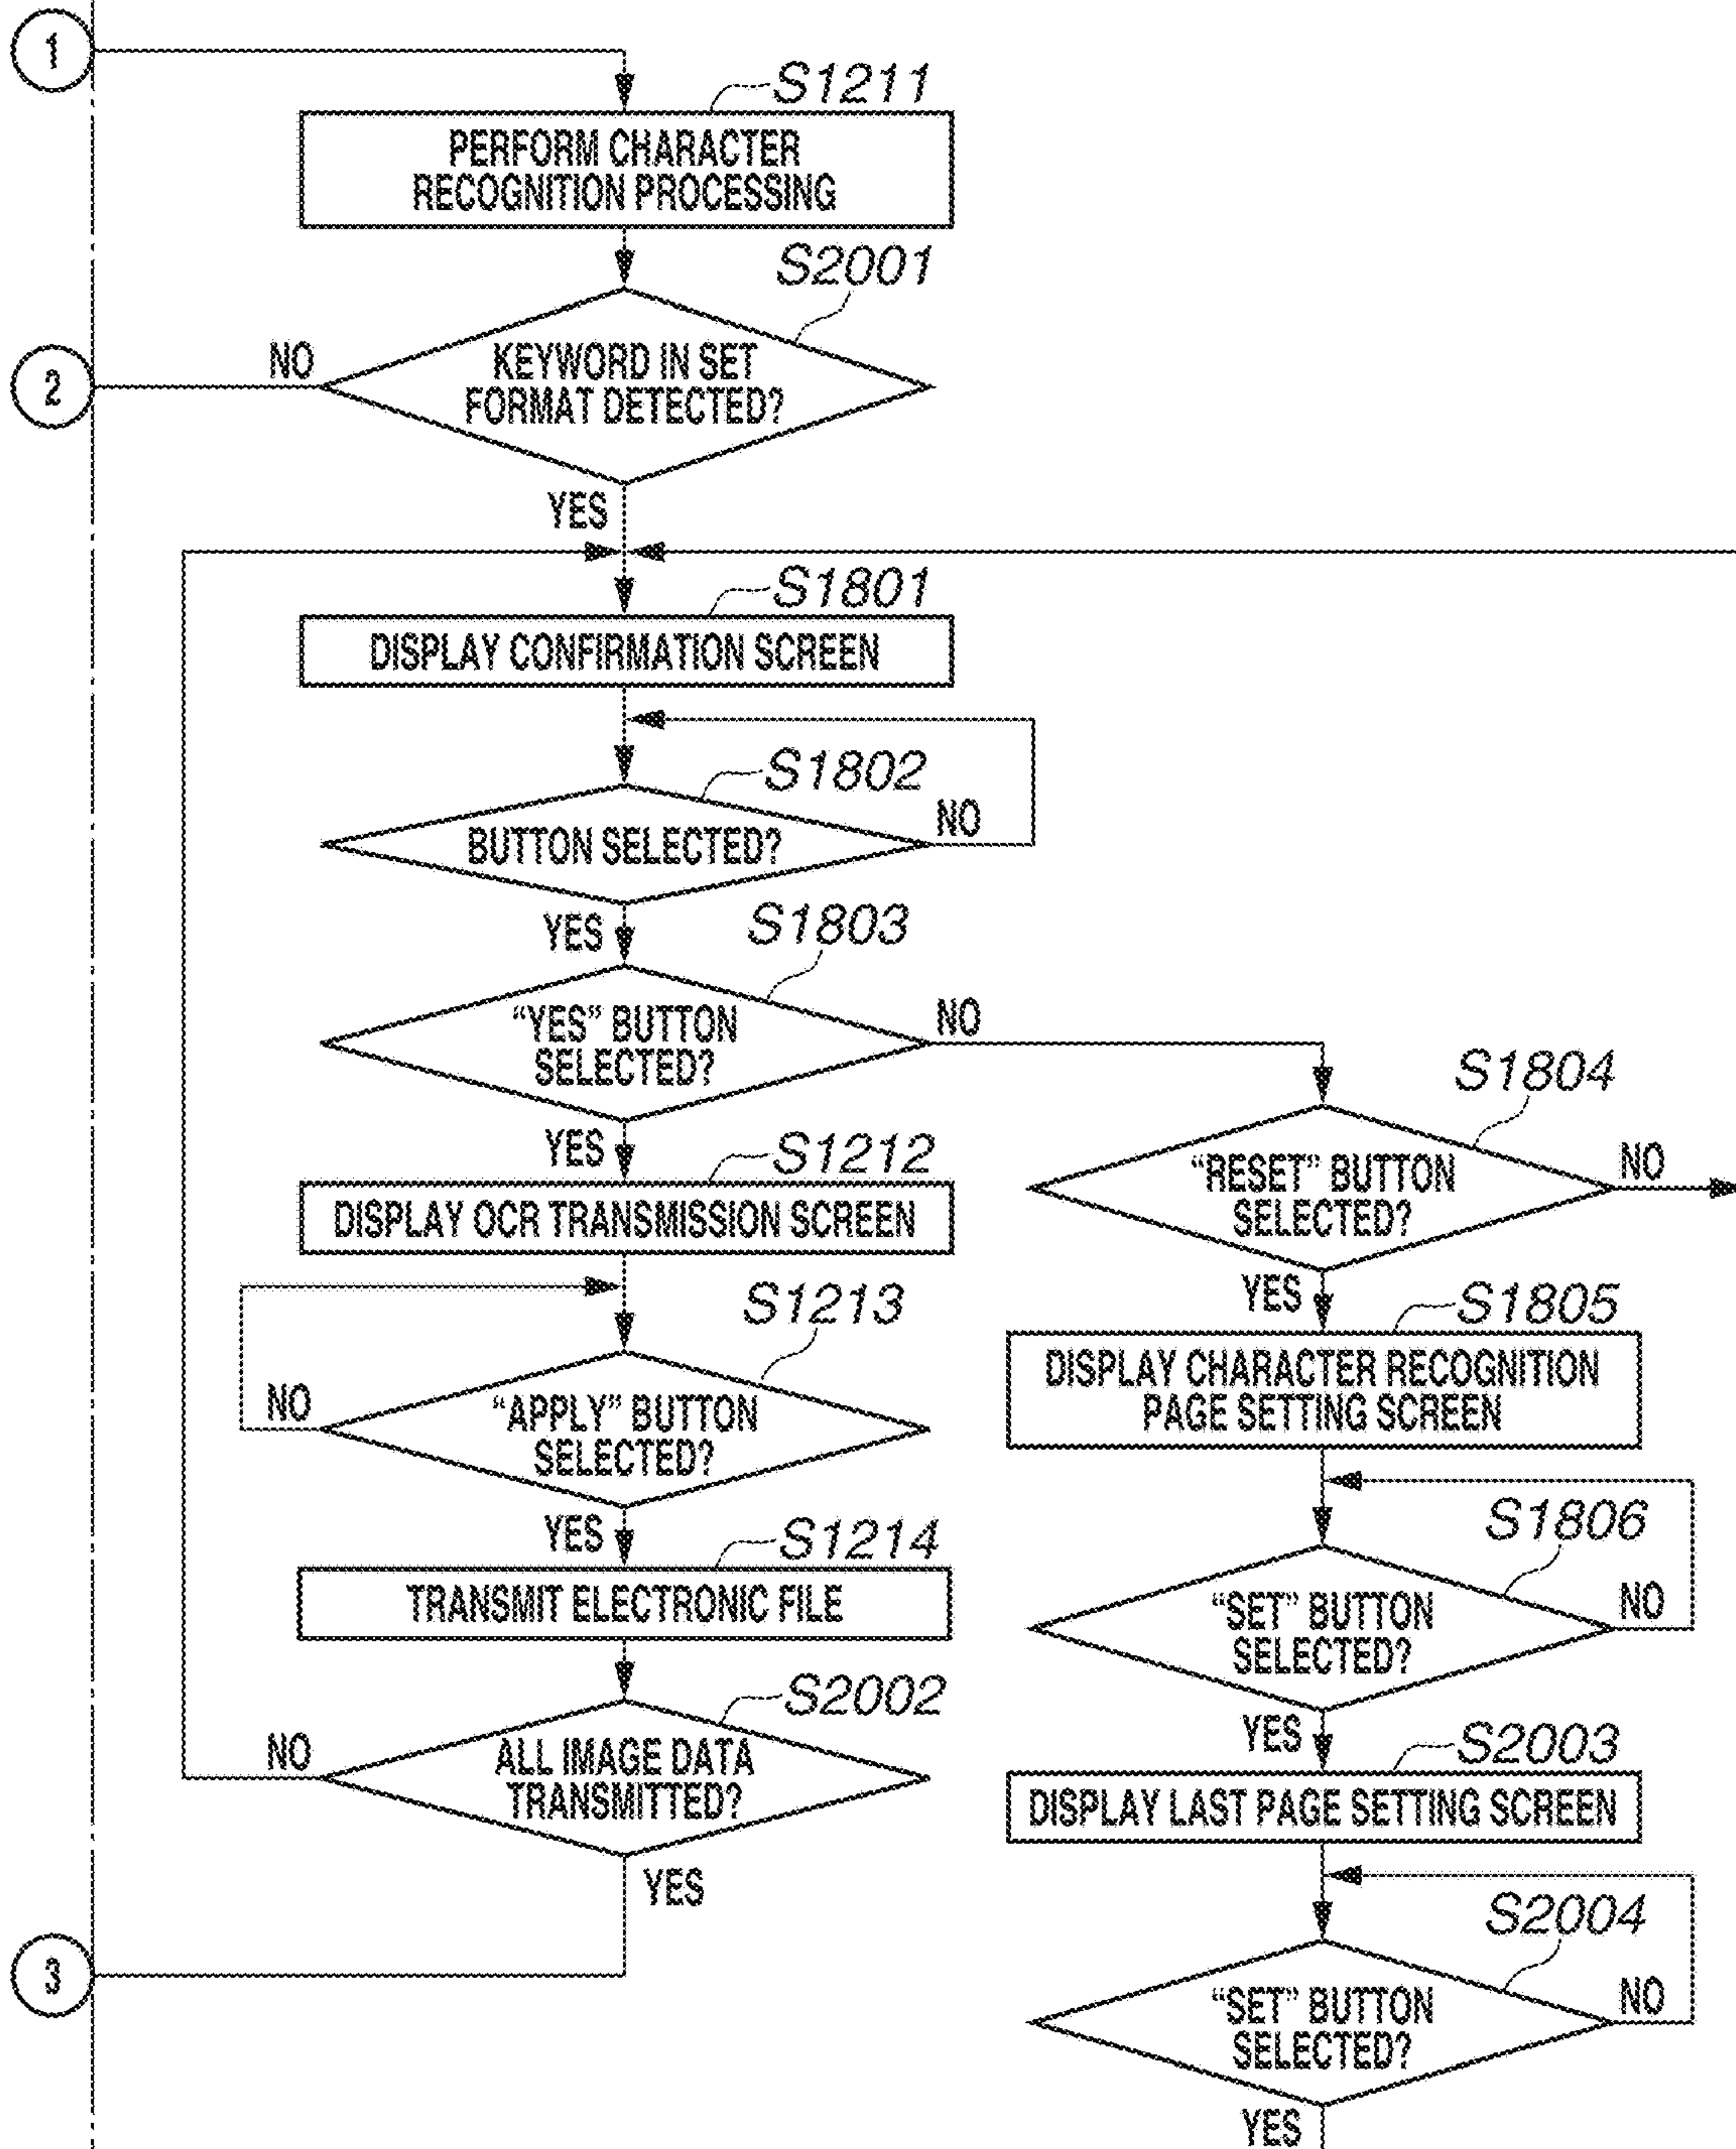 1
S1211
PERFORM CHARACTER
RECOGNITION PROCESSING
S2001
2
NO
KEYWORD IN SET
FORMAT DETECTED?
YES
S1801
DISPLAY CONFIRMATION SCREEN
S1802
BUTTON SELECTED?
NO
YES
S1803
"YES" BUTTON
SELECTED?
NO
YES
S1212
DISPLAY OCR TRANSMISSION SCREEN
S1213
NO
"APPLY" BUTTON
SELECTED?
YES
S1214
TRANSMIT ELECTRONIC FILE
S2002
NO
ALL IMAGE DATA
TRANSMITTED?
YES
3
S1804
"RESET" BUTTON
SELECTED?
NO
YES
S1805
DISPLAY CHARACTER RECOGNITION
PAGE SETTING SCREEN
S1806
"SET" BUTTON
SELECTED?
NO
YES
S2003
DISPLAY LAST PAGE SETTING SCREEN
S2004
"SET" BUTTON
SELECTED?
NO
YES